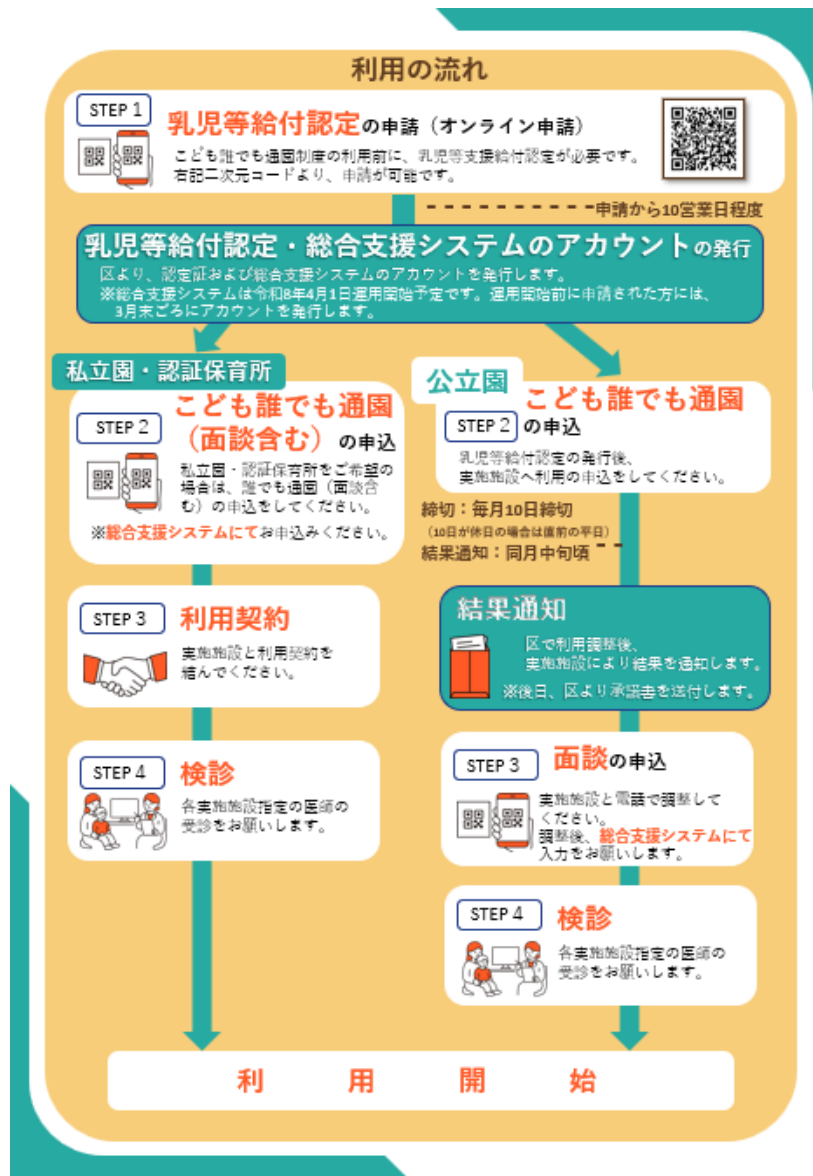 利用の流れ
STEP 1
乳児等給付認定の申請（オンライン申請）
こども誰でも通園制度の利用前に、乳児等支援給付認定が必要です。
右記二次元コードより、申請が可能です。
申請から10営業日程度
乳児等給付認定・総合支援システムのアカウントの発行
区より、認定証および総合支援システムのアカウントを発行します。
※総合支援システムは令和8年4月1日運用開始予定です。運用開始前に申請された方には、
3月末ごろにアカウントを発行します。
私立園・認証保育所
STEP 2
こども誰でも通園
（面談含む）の申込
私立園・認証保育所をご希望の
場合は、誰でも通園（面談含
む）の申込をしてください。
※総合支援システムにてお申込みください。
STEP 3
利用契約
実施施設と利用契約を
結んでください。
STEP 4
検診
各実施施設指定の医師の
受診をお願いします。
公立園
こども誰でも通園
STEP 2
の申込
乳児等給付認定の発行後、
実施施設へ利用の申込をしてください。
締切：毎月10日締切
（10日が休日の場合は直前の平日）
結果通知：同月中旬頃
結果通知
区で利用調整後、
実施施設により結果を通知します。
※後日、区より承諾書を送付します。
STEP 3
面談の申込
実施施設と電話で調整して
ください。
調整後、総合支援システムにて
入力をお願いします。
STEP 4
検診
各実施施設指定の医師の
受診をお願いします。
利用開始